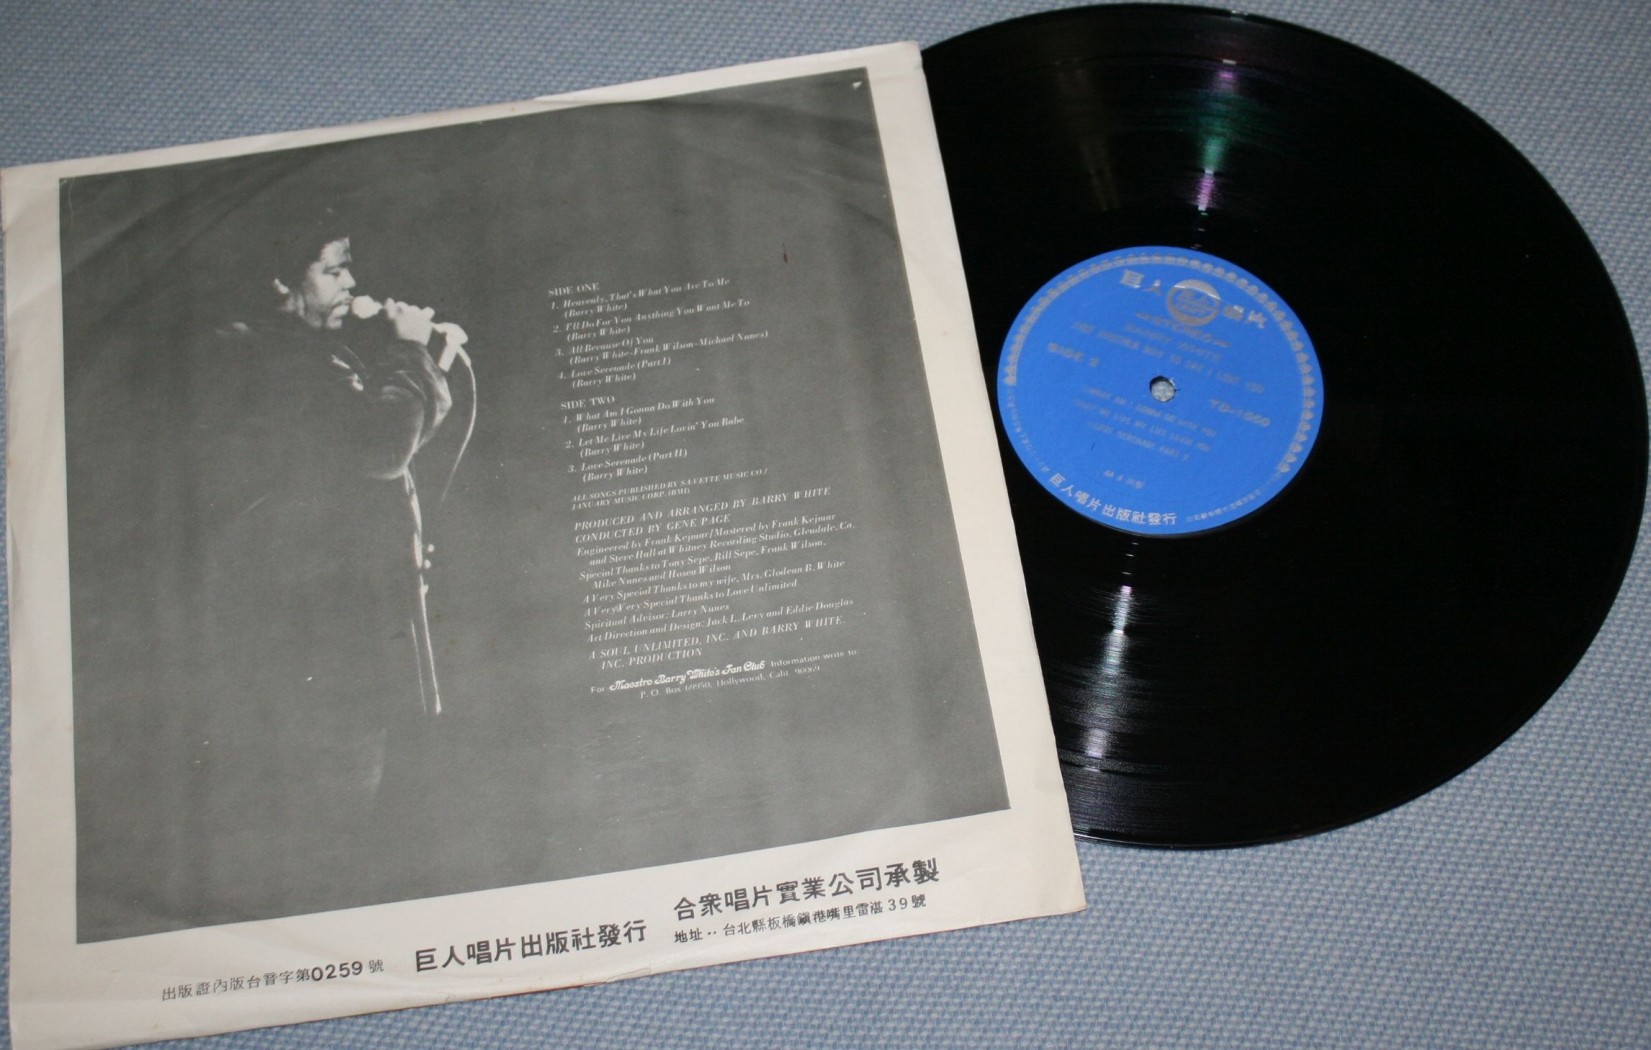 SIDE ONE
1. Heavenly, That's What You Are To Me
(Barry White)
2. I'll Do For You Anything You Want Me To
(Barry White)
3. All Because Of You
(Barry White-Frank Wilson-Michael Nunes)
4. Love Serenade (Part I)
(Barry White)
SIDE TWO
1. What Am I Gonna Do With You
(Barry White)
2. Let Me Live My Life Lovin' You Babe
(Barry White)
3. Love Serenade (Part II)
(Barry White)
ALL SONGS PUBLISHED BY SA-VETTE MUSIC CO./
JANUARY MUSIC CORP. (BMI)
PRODUCED AND ARRANGED BY BARRY WHITE
CONDUCTED BY GENE PAGE
Engineered by Frank Kejmar/Mastered by Frank Kejmar
and Steve Hall at Whitney Recording Studio, Glendale, Ca.
Special Thanks to Tony Sepe, Bill Sepe, Frank Wilson,
Mike Nunes and Hosea Wilson
A Very Special Thanks to my wife, Mrs. Glodean B. White
A Very Very Special Thanks to Love Unlimited
Spiritual Advisor: Larry Nunes
Art Direction and Design: Jack L. Levy and Eddie Douglas
A SOUL UNLIMITED, INC. AND BARRY WHITE
INC. PRODUCTION
For Maestro Barry White's Fan Club Information write to:
P. O. Box Hollywood, Calif. 90069
合衆唱片實業公司承製
地址：台北縣板橋鎮港嘴里雷湛39號
巨人唱片出版社發行
出版證內版台音字第0259號
巨人唱片
BARRY WHITE
SIDE 2
巨人唱片出版社發行